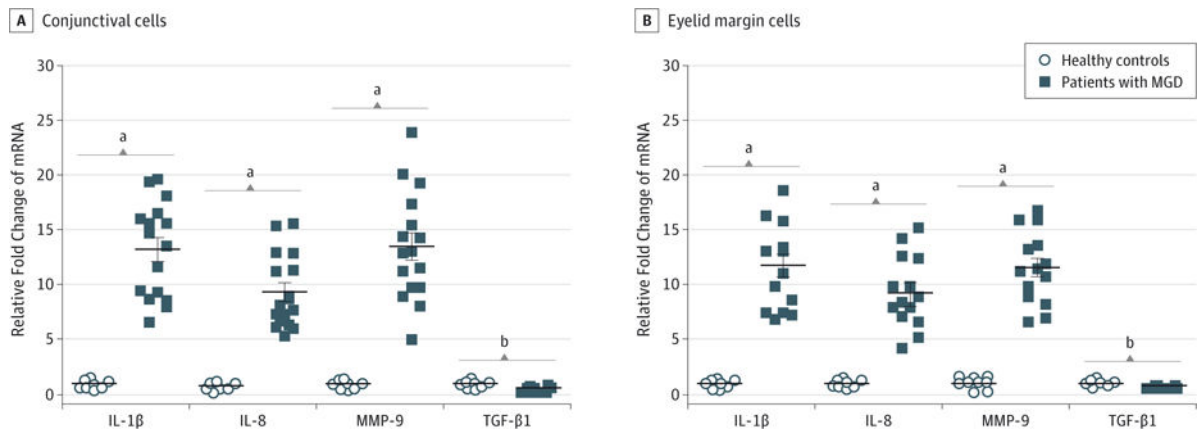 A Conjunctival cells
Relative Fold Change of mRNA
30
25
20
15
10
5
0
a
a
a
b
IL-1β IL-8 MMP-9 TGF-β1
B Eyelid margin cells
Healthy controls
Patients with MGD
Relative Fold Change of mRNA
30
25
20
15
10
5
0
a
a
a
b
IL-1β IL-8 MMP-9 TGF-β1